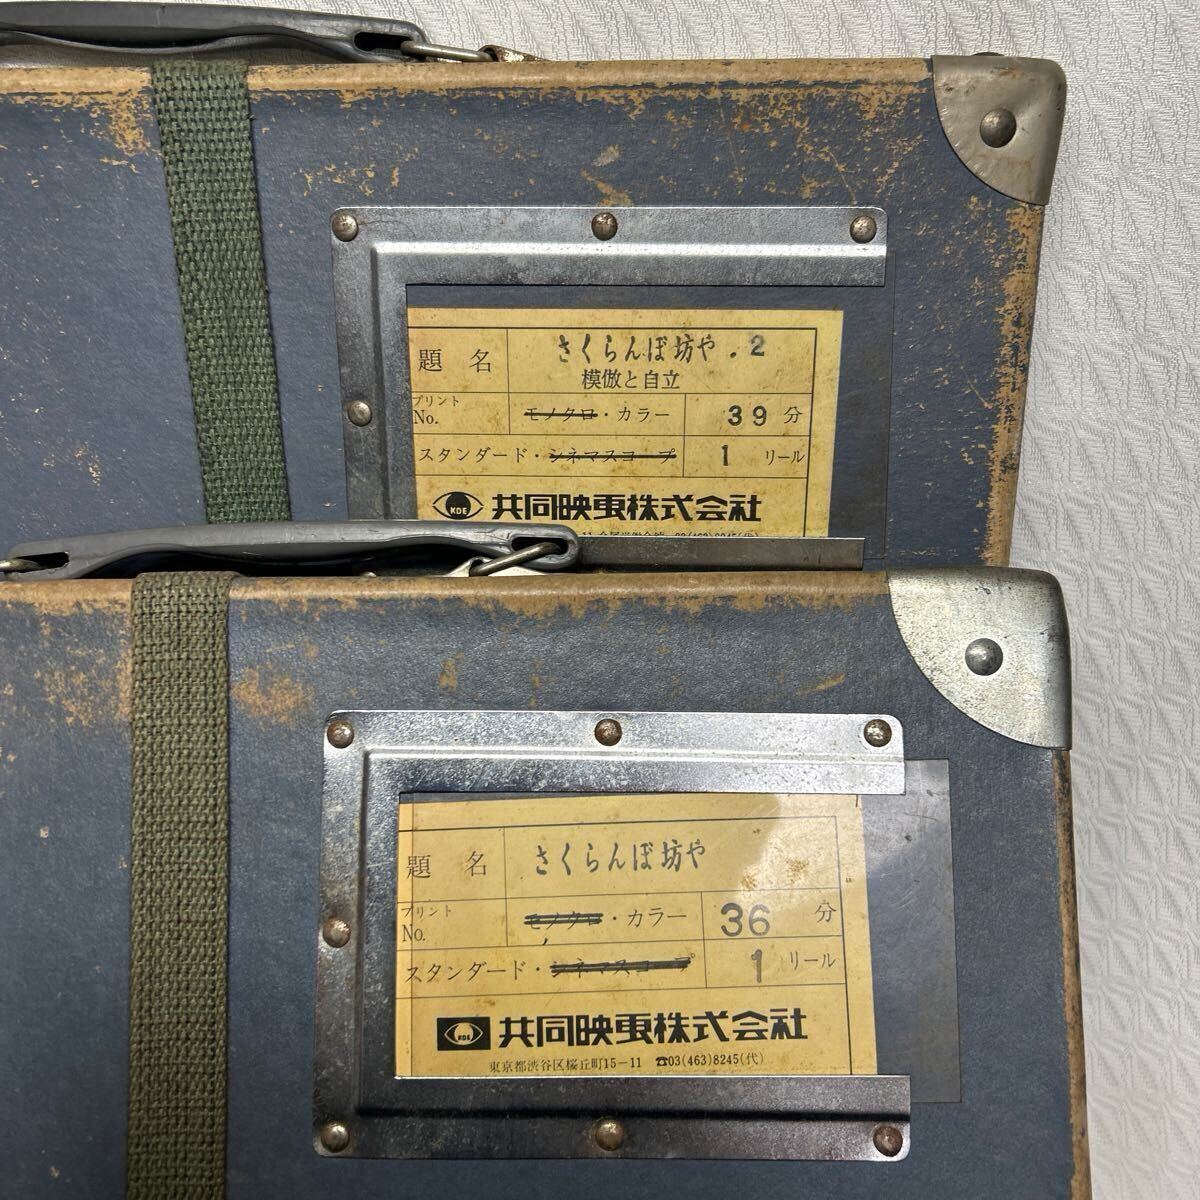 題名 さくらんぼ坊や.2
模倣と自立
プリント
No. モノクロ・カラー 39分
スタンダード・シネマスコープ 1 リール
KDE 共同映画株式会社
03(463)8245(代)
題名 さくらんぼ坊や
プリント
No. モノクロ・カラー 36分
スタンダード・シネマスコープ 1 リール
KDE 共同映画株式会社
東京都渋谷区桜丘町15-11 ☎03(463)8245(代)